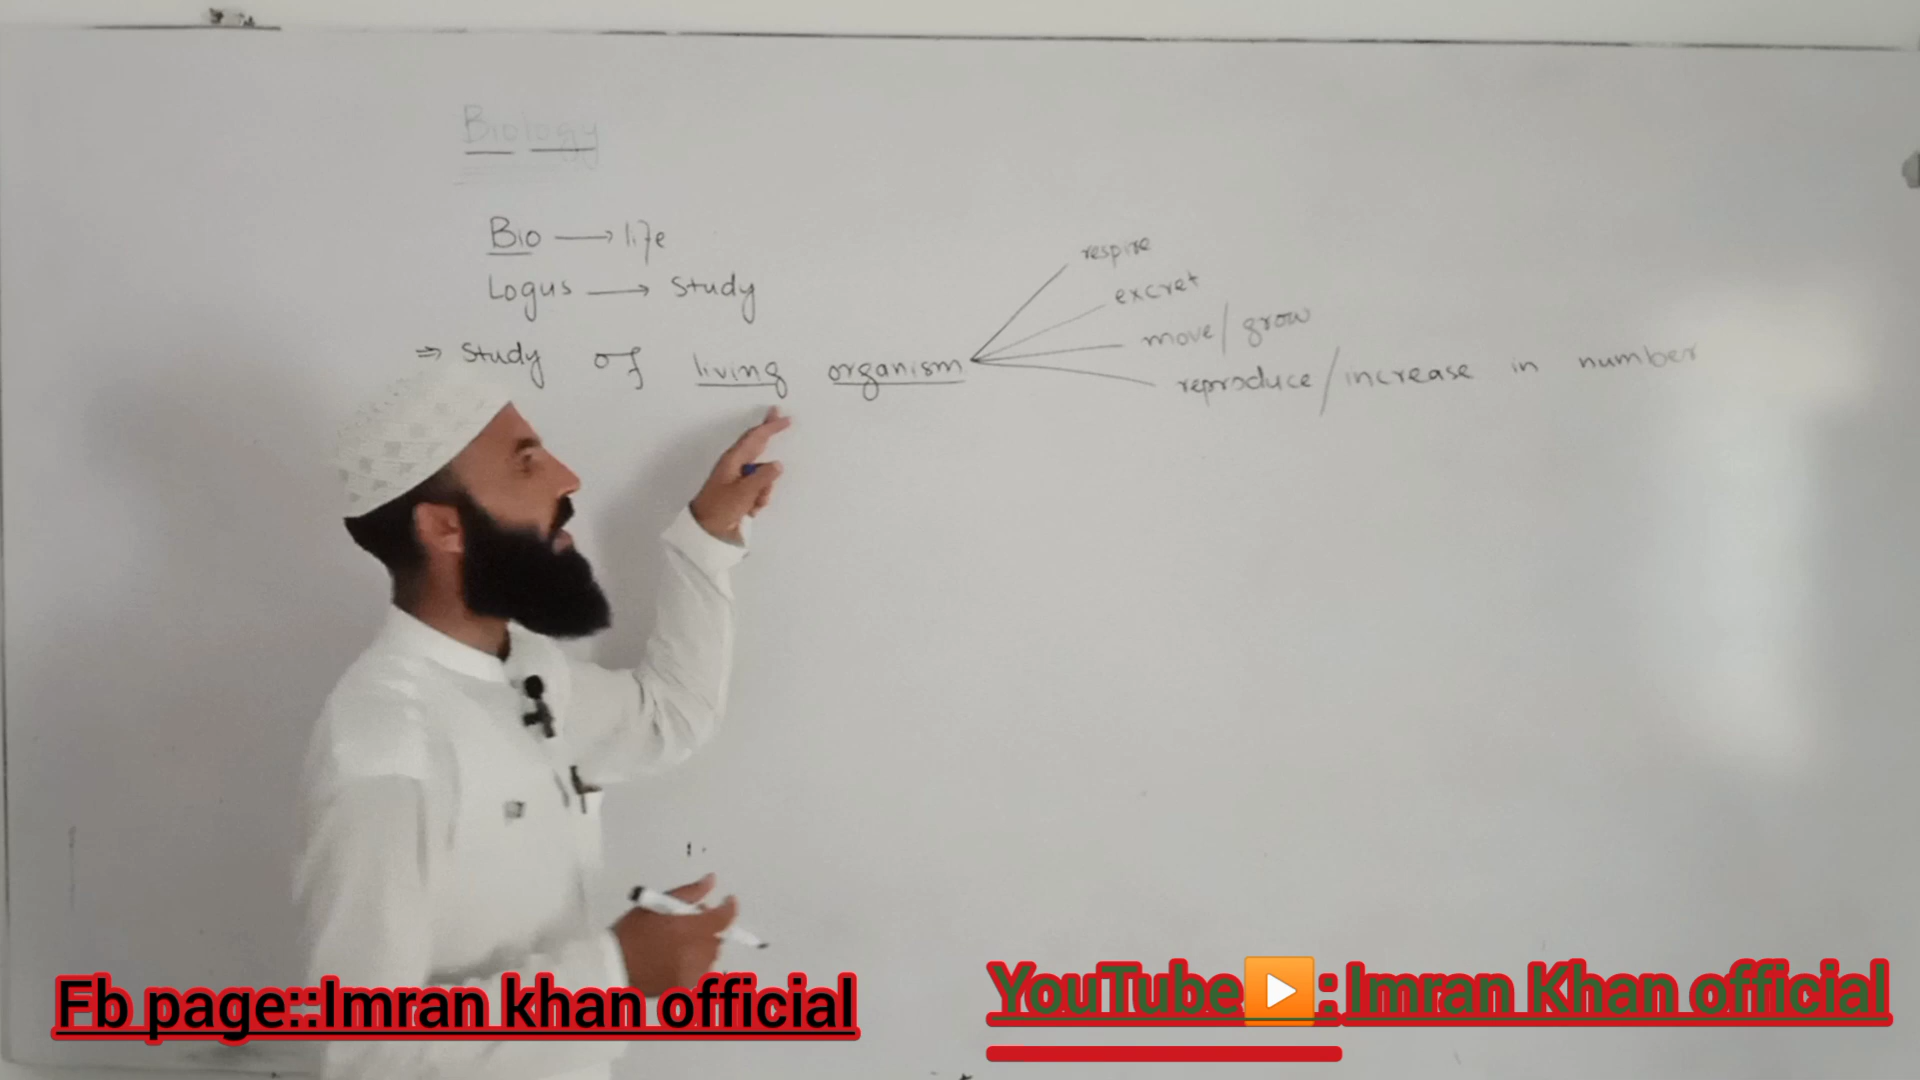 Biology
Bio → life
Logus → study
⇒ study of living organism
respire
excret
move/grow
reproduce/increase in number
Fb page::Imran khan official
YouTube▶️:Imran Khan official